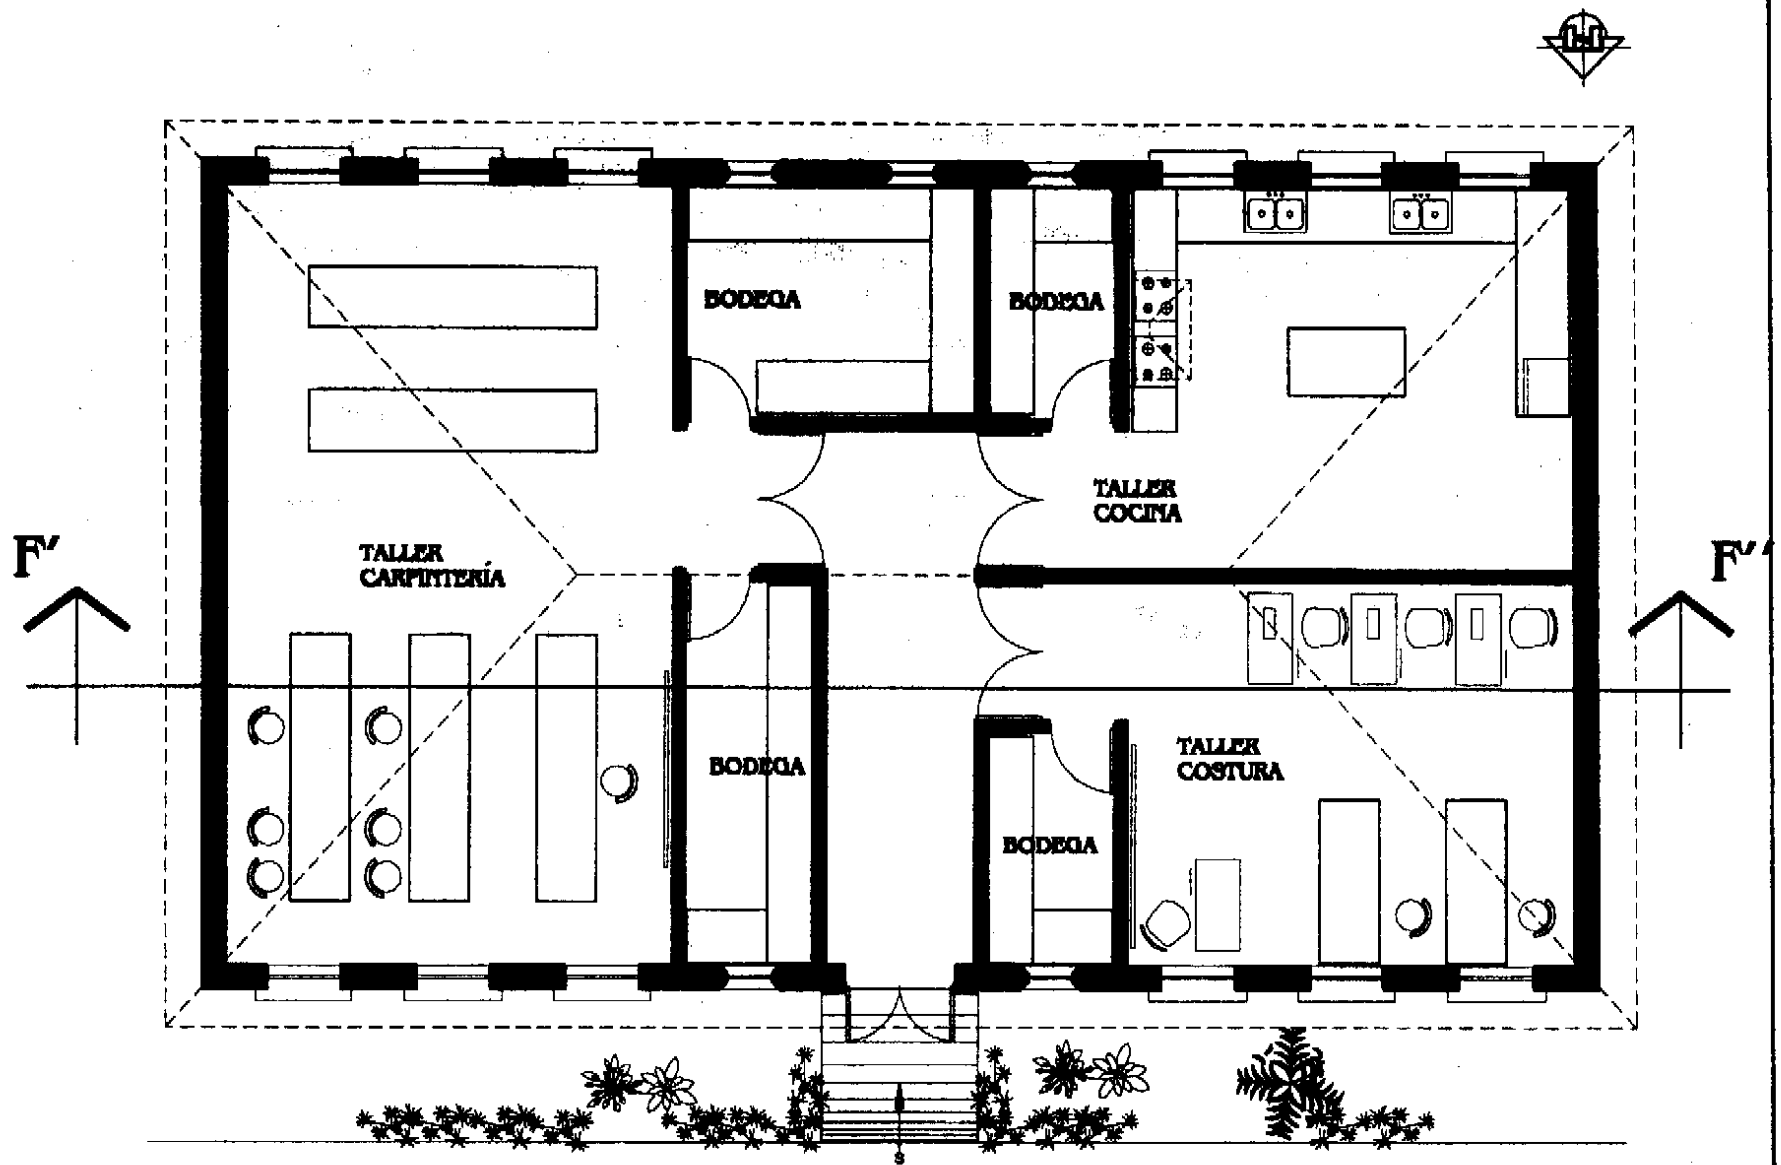 BODEGA
BODEGA
TALLER
COCINA
F'
TALLER
CARPINTERÍA
F''
BODEGA
TALLER
COSTURA
BODEGA
S